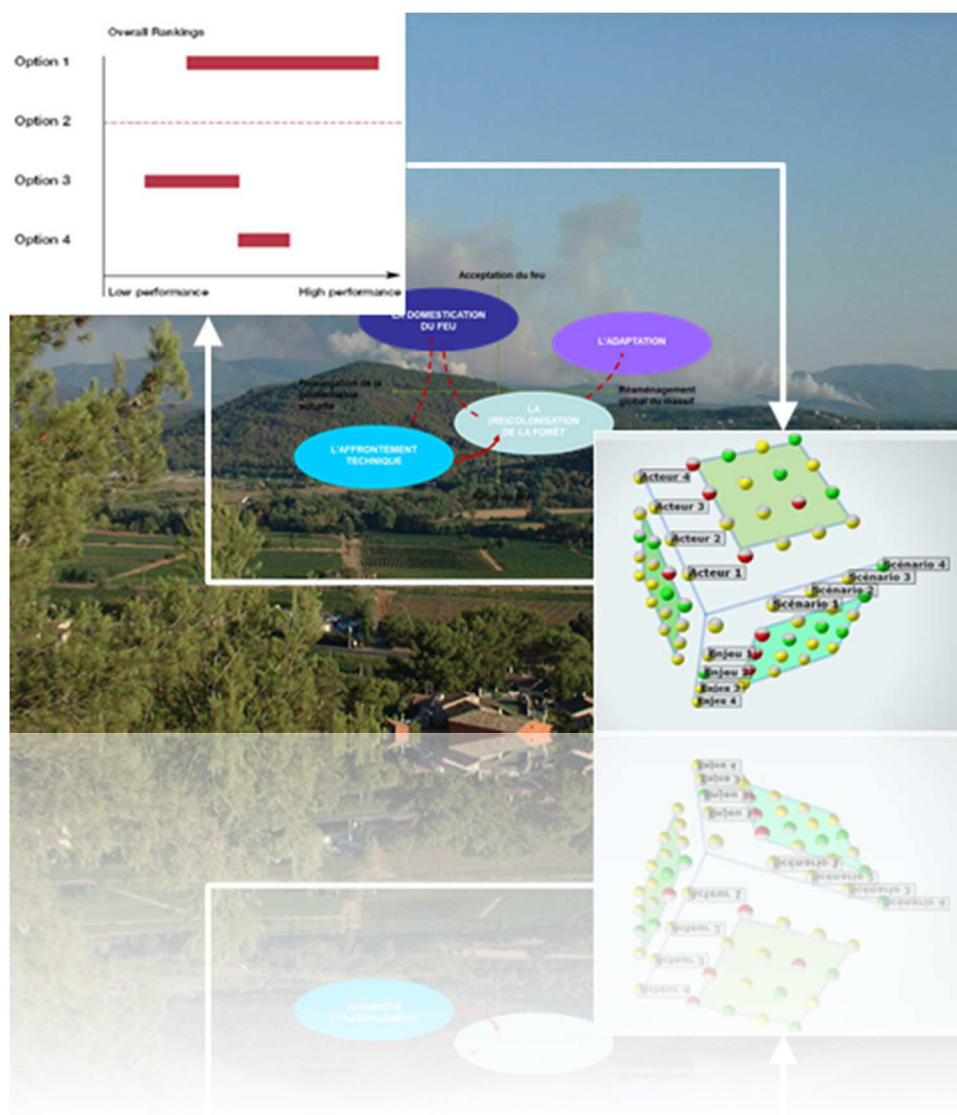 Overall Rankings
Option 1
Option 2
Option 3
Option 4
Low performance
High performance
Acceptation du feu
LA DOMESTICATION
DU FEU
L'ADAPTATION
Prolongation de la
Réaménagement
global du massif
LA
(RE)COLONISATION
DE LA FORÊT
L'AFFRONTEMENT
TECHNIQUE
Acteur 4
Acteur 3
Acteur 2
Acteur 1
Scénario 4
Scénario 3
Scénario 2
Scénario 1
Enjeu 1
Enjeu 2
Enjeu 3
Enjeu 4